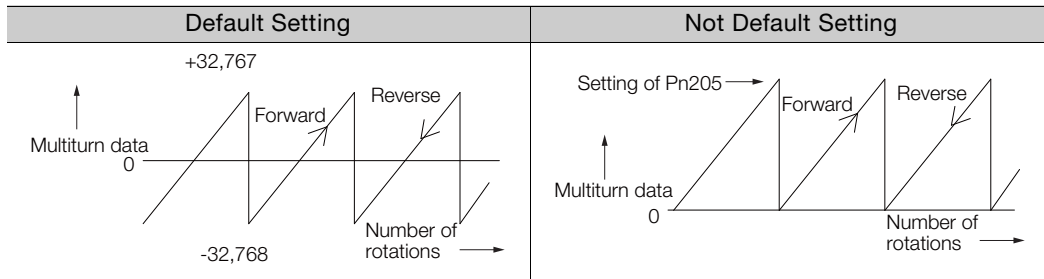 Default Setting
Not Default Setting
+32,767
Forward
Reverse
Multiturn data
0
Number of
rotations
-32,768
Setting of Pn205
Forward
Reverse
Multiturn data
0
Number of
rotations